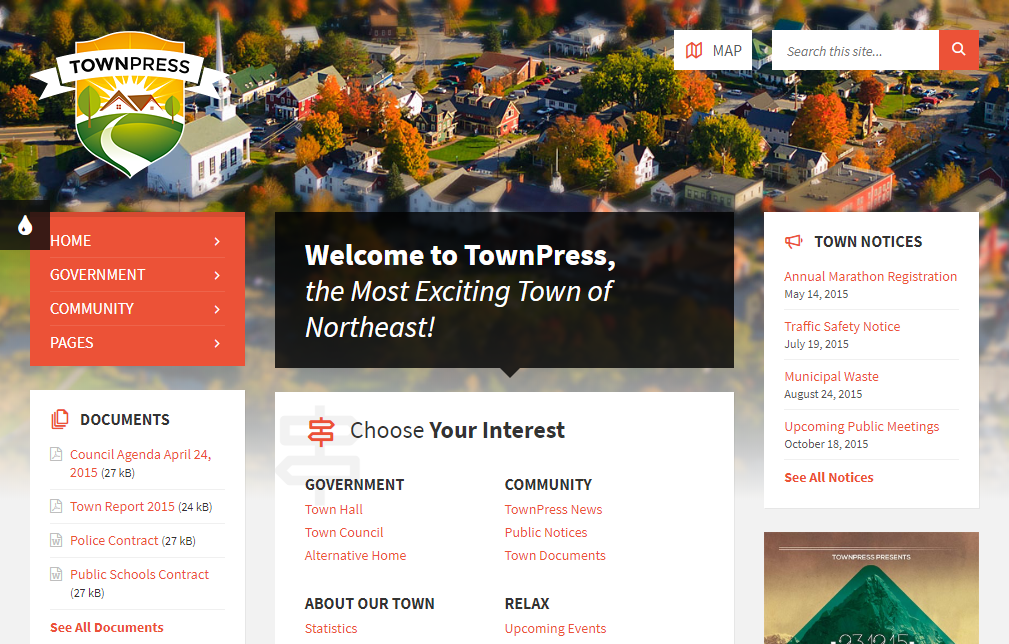 TOWNPRESS
MAP
Search this site...
HOME
GOVERNMENT
COMMUNITY
PAGES
DOCUMENTS
Council Agenda April 24,
2015 (27 kB)
Town Report 2015 (24 kB)
Police Contract (27 kB)
Public Schools Contract
(27 kB)
See All Documents
Welcome to TownPress,
the Most Exciting Town of
Northeast!
Choose Your Interest
GOVERNMENT
Town Hall
Town Council
Alternative Home
COMMUNITY
TownPress News
Public Notices
Town Documents
ABOUT OUR TOWN
Statistics
RELAX
Upcoming Events
TOWN NOTICES
Annual Marathon Registration
May 14, 2015
Traffic Safety Notice
July 19, 2015
Municipal Waste
August 24, 2015
Upcoming Public Meetings
October 18, 2015
See All Notices
TOWNPRESS PRESENTS